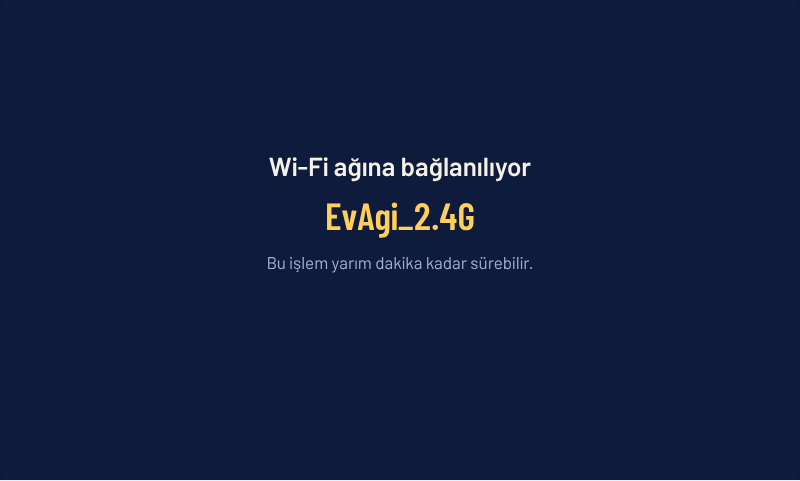 Wi-Fi ağına bağlanılıyor
EvAgi_2.4G
Bu işlem yarım dakika kadar sürebilir.